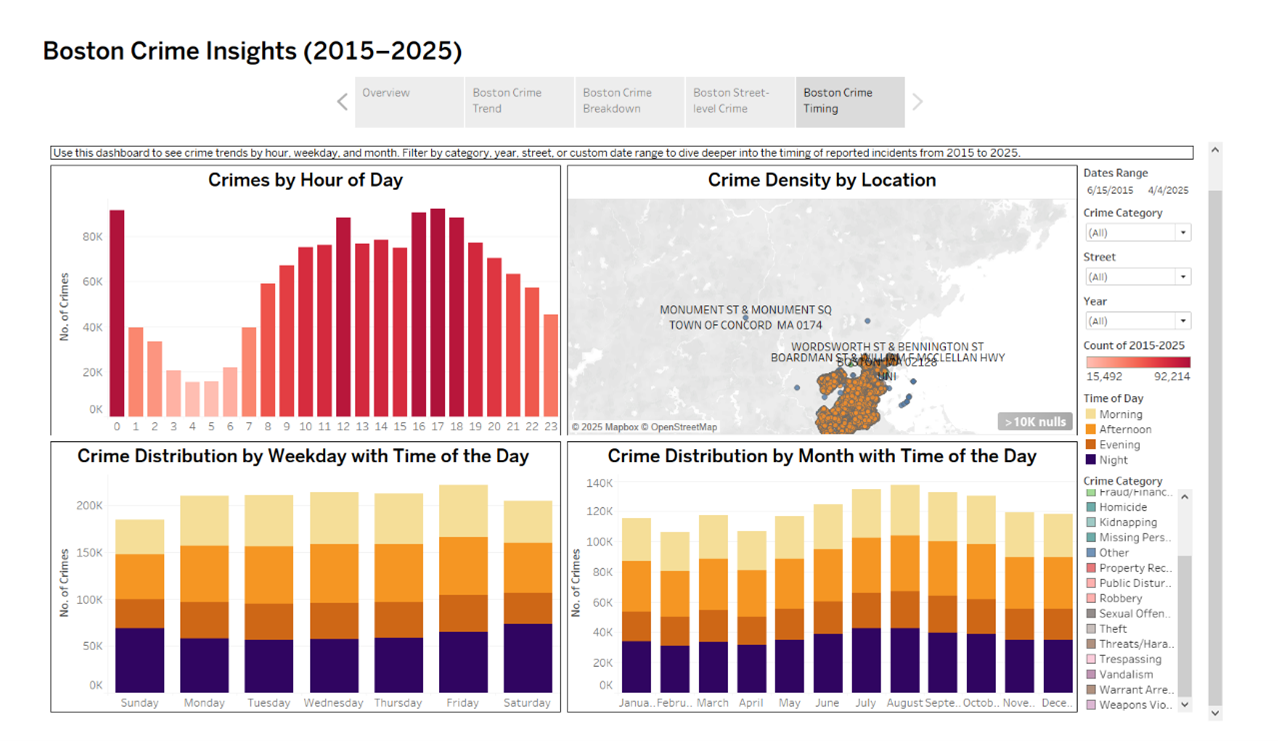 Boston Crime Insights (2015–2025)
Overview
Boston Crime
Trend
Boston Crime
Breakdown
Boston Street-
level Crime
Boston Crime
Timing
Use this dashboard to see crime trends by hour, weekday, and month. Filter by category, year, street, or custom date range to dive deeper into the timing of reported incidents from 2015 to 2025.
Crimes by Hour of Day
No. of Crimes
80K
60K
40K
20K
0K
0 1 2 3 4 5 6 7 8 9 10 11 12 13 14 15 16 17 18 19 20 21 22 23
Crime Density by Location
MONUMENT ST & MONUMENT SQ
TOWN OF CONCORD MA 0174
WORDSWORTH ST & BENNINGTON ST
BOARDMAN ST & WILLIAM F MCCLELLAN HWY
BOSTON MA 02128
UNI
© 2025 Mapbox © OpenStreetMap
>10K nulls
Dates Range
6/15/2015 4/4/2025
Crime Category
(All)
Street
(All)
Year
(All)
Count of 2015-2025
15,492 92,214
Time of Day
Morning
Afternoon
Evening
Night
Crime Category
Fraud/Financ..
Homicide
Kidnapping
Missing Pers..
Other
Property Rec..
Public Distur..
Robbery
Sexual Offen..
Theft
Threats/Hara..
Trespassing
Vandalism
Warrant Arre..
Weapons Vio..
Crime Distribution by Weekday with Time of the Day
No. of Crimes
200K
150K
100K
50K
0K
Sunday Monday Tuesday Wednesday Thursday Friday Saturday
Crime Distribution by Month with Time of the Day
No. of Crimes
140K
120K
100K
80K
60K
40K
20K
0K
Janua.. Febru.. March April May June July August Septe.. Octob.. Nove.. Dece..